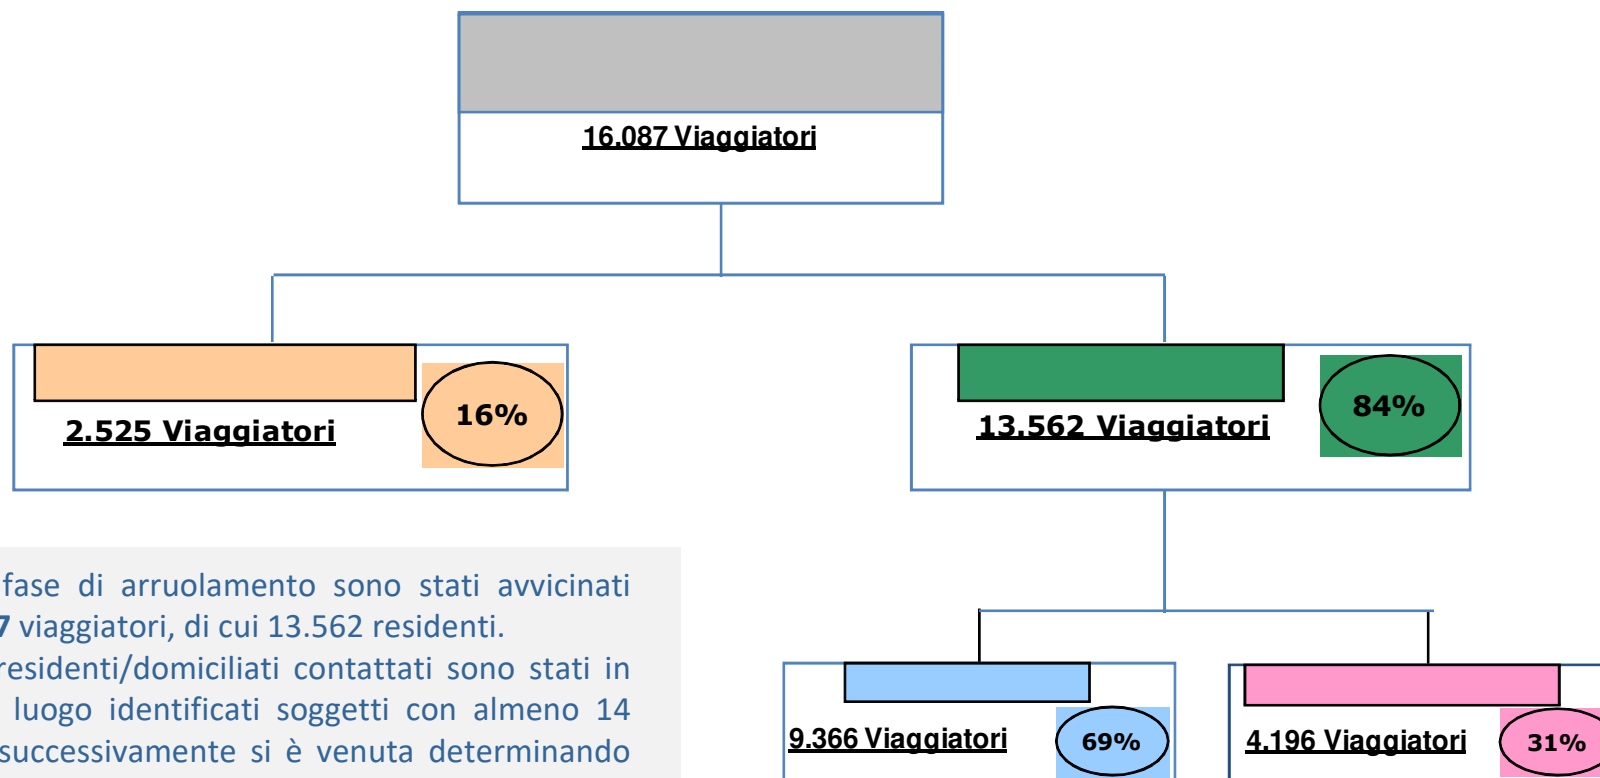 16.087 Viaggiatori
2.525 Viaggiatori
16%
13.562 Viaggiatori
84%
fase di arruolamento sono stati avvicinati
7 viaggiatori, di cui 13.562 residenti.
residenti/domiciliati contattati sono stati in
luogo identificati soggetti con almeno 14
successivamente si è venuta determinando
9.366 Viaggiatori
69%
4.196 Viaggiatori
31%